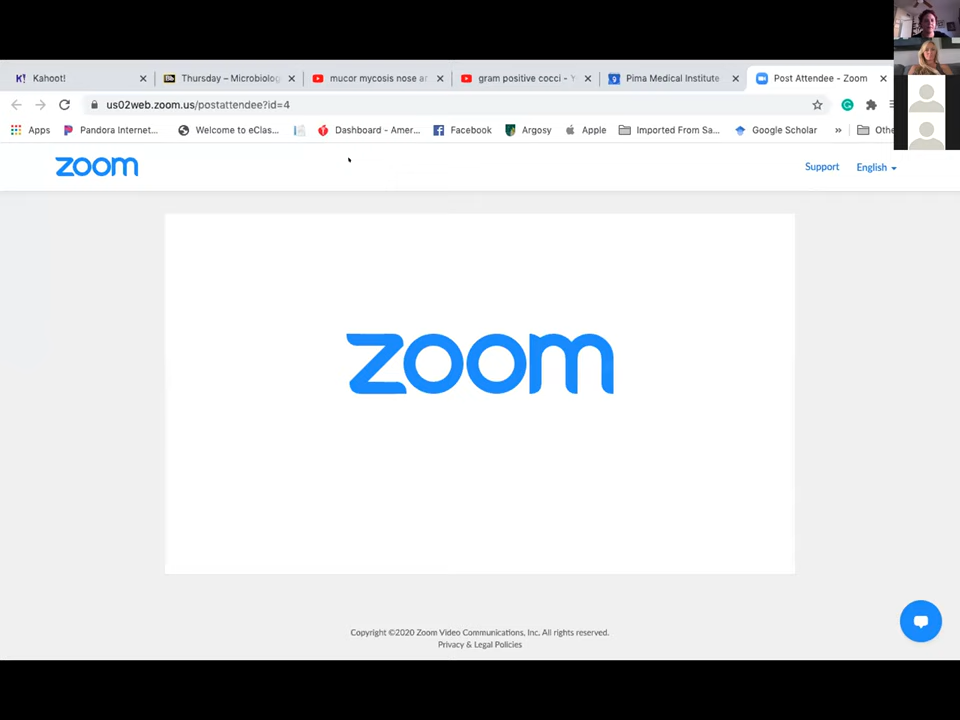 Kahoot!
Thursday – Microbiolog
mucor mycosis nose ar
gram positive cocci - Y
Pima Medical Institute
Post Attendee - Zoom
us02web.zoom.us/postattendee?id=4
Apps
Pandora Internet...
Welcome to eClas...
Dashboard - Amer...
Facebook
Argosy
Apple
Imported From Sa...
Google Scholar
»
Othe
zoom
Support
English
zoom
Copyright ©2020 Zoom Video Communications, Inc. All rights reserved.
Privacy & Legal Policies